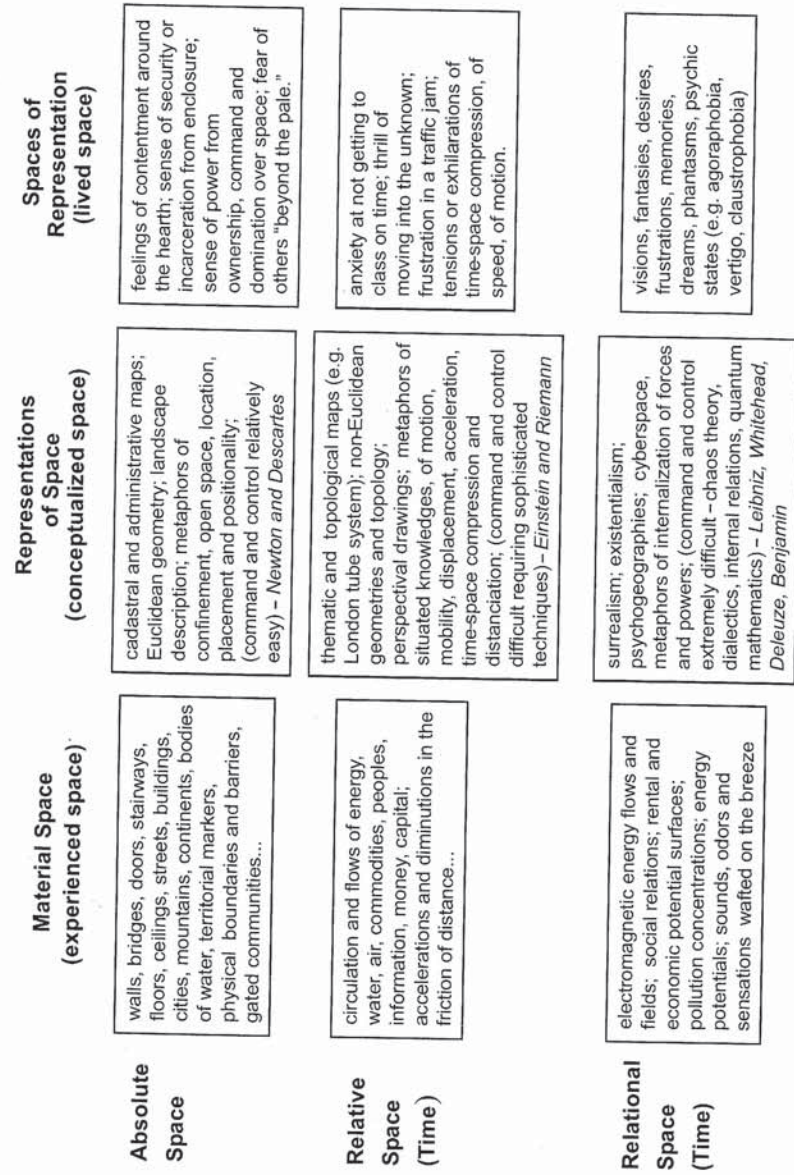 Material Space
(experienced space)
Representations
of Space
(conceptualized space)
Spaces of
Representation
(lived space)
Absolute
Space
walls, bridges, doors, stairways,
floors, ceilings, streets, buildings,
cities, mountains, continents, bodies
of water, territorial markers,
physical boundaries and barriers,
gated communities...
cadastral and administrative maps;
Euclidean geometry; landscape
description; metaphors of
confinement, open space, location,
placement and positionality;
(command and control relatively
easy) – Newton and Descartes
feelings of contentment around
the hearth; sense of security or
incarceration from enclosure;
sense of power from
ownership, command and
domination over space; fear of
others "beyond the pale."
Relative
Space
(Time)
circulation and flows of energy,
water, air, commodities, peoples,
information, money, capital;
accelerations and diminutions in the
friction of distance...
thematic and topological maps (e.g.
London tube system); non-Euclidean
geometries and topology;
perspectival drawings; metaphors of
situated knowledges, of motion,
mobility, displacement, acceleration,
time-space compression and
distanciation; (command and control
difficult requiring sophisticated
techniques) – Einstein and Riemann
anxiety at not getting to
class on time; thrill of
moving into the unknown;
frustration in a traffic jam;
tensions or exhilarations of
time-space compression, of
speed, of motion.
Relational
Space
(Time)
electromagnetic energy flows and
fields; social relations; rental and
economic potential surfaces;
pollution concentrations; energy
potentials; sounds, odors and
sensations wafted on the breeze
surrealism; existentialism;
psychogeographies; cyberspace,
metaphors of internalization of forces
and powers; (command and control
extremely difficult – chaos theory,
dialectics, internal relations, quantum
mathematics) – Leibniz, Whitehead,
Deleuze, Benjamin
visions, fantasies, desires,
frustrations, memories,
dreams, phantasms, psychic
states (e.g. agoraphobia,
vertigo, claustrophobia)